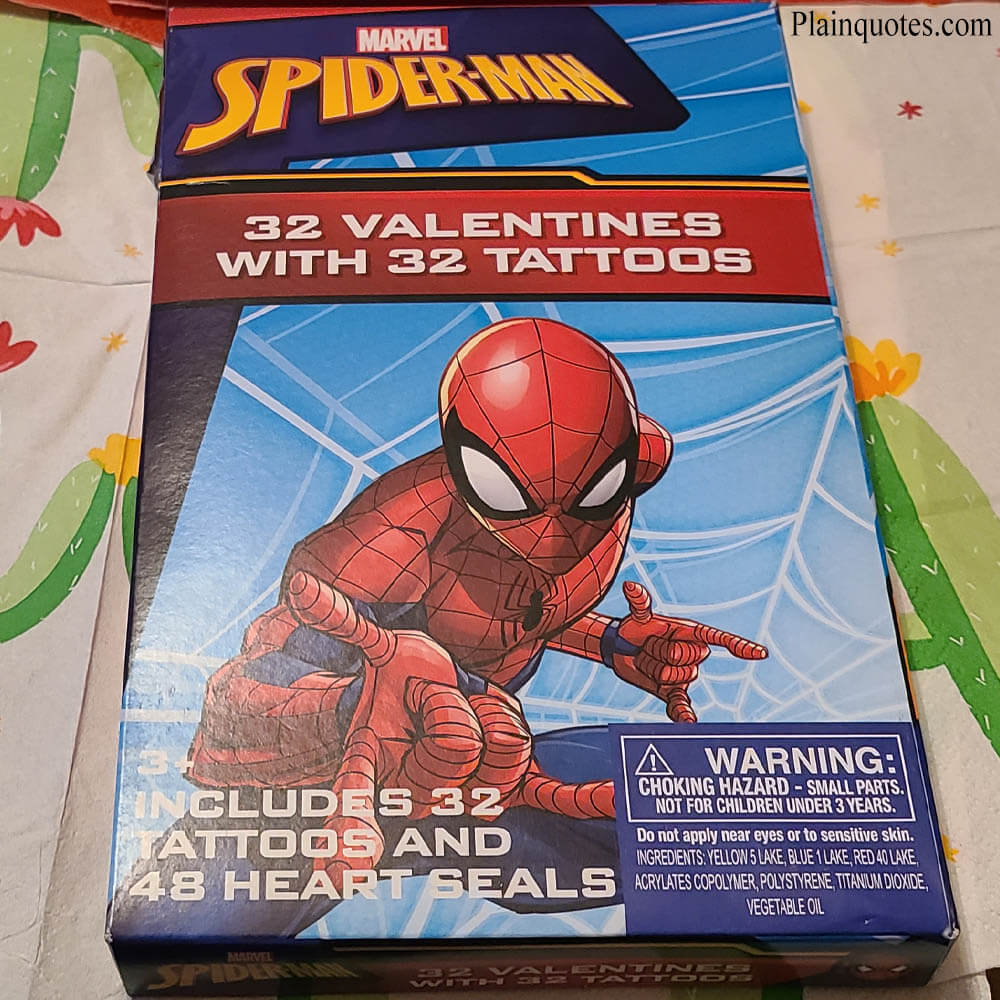 Plainquotes.com
MARVEL
SPIDER-MAN
32 VALENTINES
WITH 32 TATTOOS
3+
INCLUDES 32
TATTOOS AND
48 HEART SEALS
WARNING:
CHOKING HAZARD - SMALL PARTS.
NOT FOR CHILDREN UNDER 3 YEARS.
Do not apply near eyes or to sensitive skin.
INGREDIENTS: YELLOW 5 LAKE, BLUE 1 LAKE, RED 40 LAKE,
ACRYLATES COPOLYMER, POLYSTYRENE, TITANIUM DIOXIDE,
VEGETABLE OIL
MARVEL
SPIDER-MAN
32 VALENTINES
WITH 32 TATTOOS